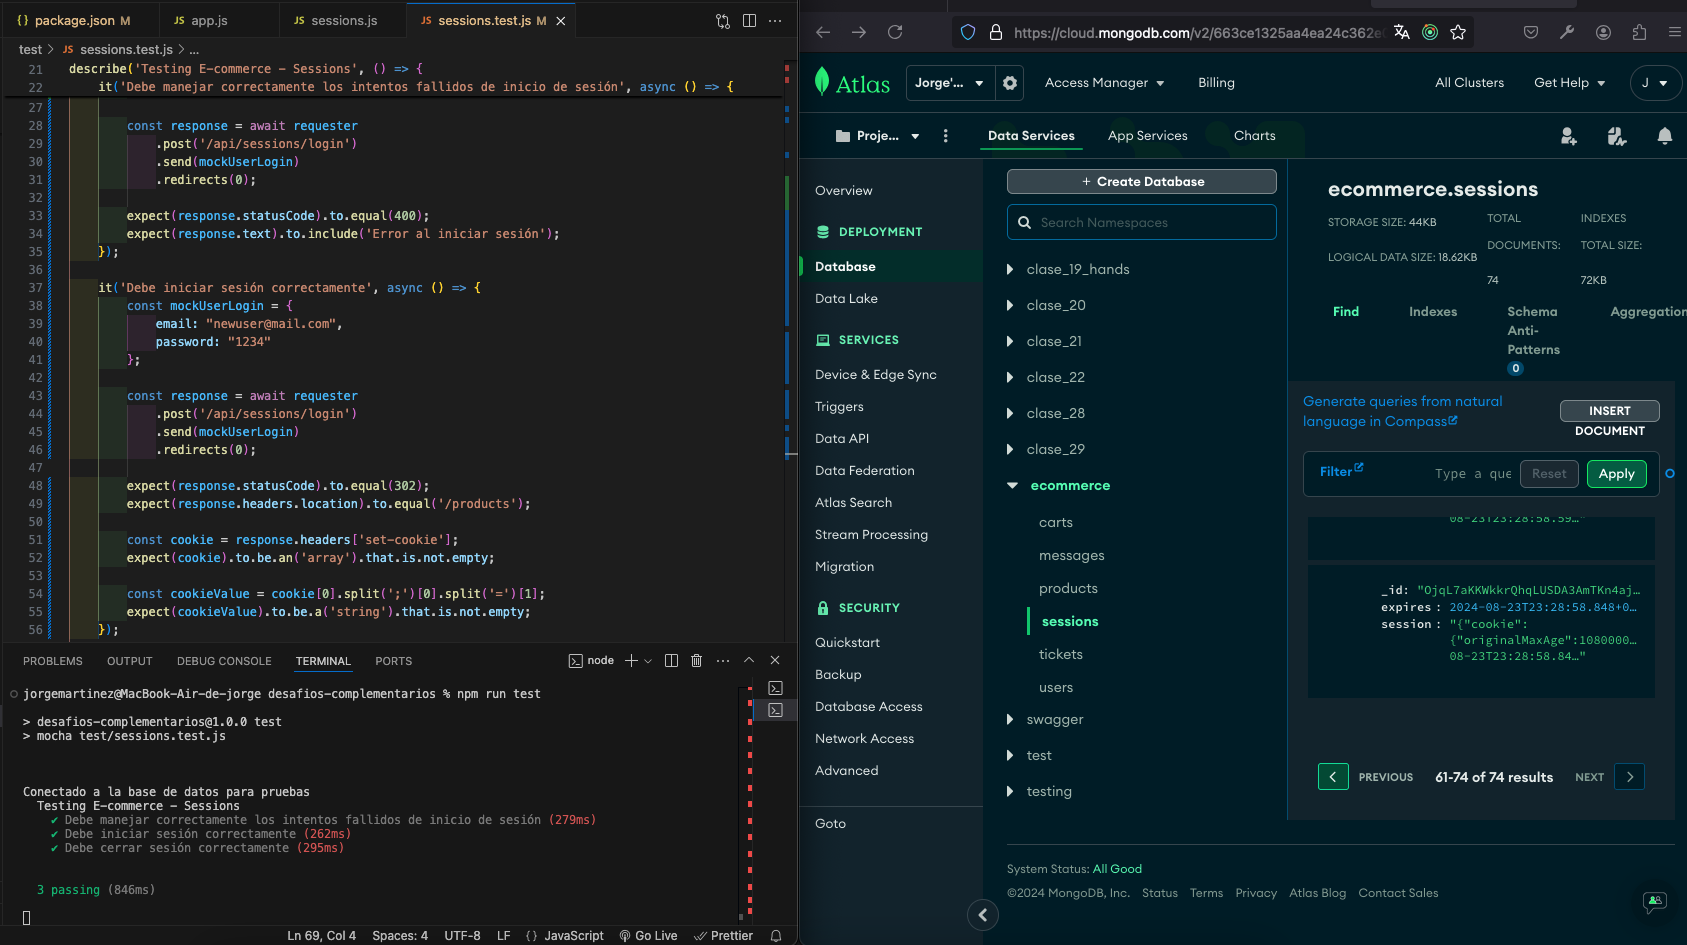 {} package.json M
JS app.js
JS sessions.js
JS sessions.test.js M
test > JS sessions.test.js > ...
21 describe('Testing E-commerce - Sessions', () => {
22 it('Debe manejar correctamente los intentos fallidos de inicio de sesión', async () => {
27
28 const response = await requester
29 .post('/api/sessions/login')
30 .send(mockUserLogin)
31 .redirects(0);
32
33 expect(response.statusCode).to.equal(400);
34 expect(response.text).to.include('Error al iniciar sesión');
35 });
36
37 it('Debe iniciar sesión correctamente', async () => {
38 const mockUserLogin = {
39 email: "newuser@mail.com",
40 password: "1234"
41 };
42
43 const response = await requester
44 .post('/api/sessions/login')
45 .send(mockUserLogin)
46 .redirects(0);
47
48 expect(response.statusCode).to.equal(302);
49 expect(response.headers.location).to.equal('/products');
50
51 const cookie = response.headers['set-cookie'];
52 expect(cookie).to.be.an('array').that.is.not.empty;
53
54 const cookieValue = cookie[0].split(';')[0].split('=')[1];
55 expect(cookieValue).to.be.a('string').that.is.not.empty;
56 });
PROBLEMS OUTPUT DEBUG CONSOLE TERMINAL PORTS
node
jorgemartinez@MacBook-Air-de-jorge desafios-complementarios % npm run test
> desafios-complementarios@1.0.0 test
> mocha test/sessions.test.js
Conectado a la base de datos para pruebas
Testing E-commerce - Sessions
✔ Debe manejar correctamente los intentos fallidos de inicio de sesión (279ms)
✔ Debe iniciar sesión correctamente (262ms)
✔ Debe cerrar sesión correctamente (295ms)
3 passing (846ms)
Ln 69, Col 4 Spaces: 4 UTF-8 LF {} JavaScript Go Live Prettier
https://cloud.mongodb.com/v2/663ce1325aa4ea24c362e
Atlas
Jorge'...
Access Manager
Billing
All Clusters
Get Help
J
Proje...
Data Services
App Services
Charts
Overview
DEPLOYMENT
Database
Data Lake
SERVICES
Device & Edge Sync
Triggers
Data API
Data Federation
Atlas Search
Stream Processing
Migration
SECURITY
Quickstart
Backup
Database Access
Network Access
Advanced
Goto
+ Create Database
Search Namespaces
clase_19_hands
clase_20
clase_21
clase_22
clase_28
clase_29
ecommerce
carts
messages
products
sessions
tickets
users
swagger
test
testing
ecommerce.sessions
STORAGE SIZE: 44KB
LOGICAL DATA SIZE: 18.62KB
TOTAL
DOCUMENTS:
74
INDEXES
TOTAL SIZE:
72KB
Find
Indexes
Schema
Anti-
Patterns
0
Aggregation
Generate queries from natural
language in Compass
INSERT
DOCUMENT
Filter
Type a que
Reset
Apply
08-23T23:28:58.59…"
_id: "OjqL7aKKWkkrQhqLUSDA3AmTKn4aj…
expires: 2024-08-23T23:28:58.848+0…
session: "{"cookie":
{"originalMaxAge":1080000…
08-23T23:28:58.84…"
PREVIOUS
61-74 of 74 results
NEXT
System Status: All Good
©2024 MongoDB, Inc. Status Terms Privacy Atlas Blog Contact Sales